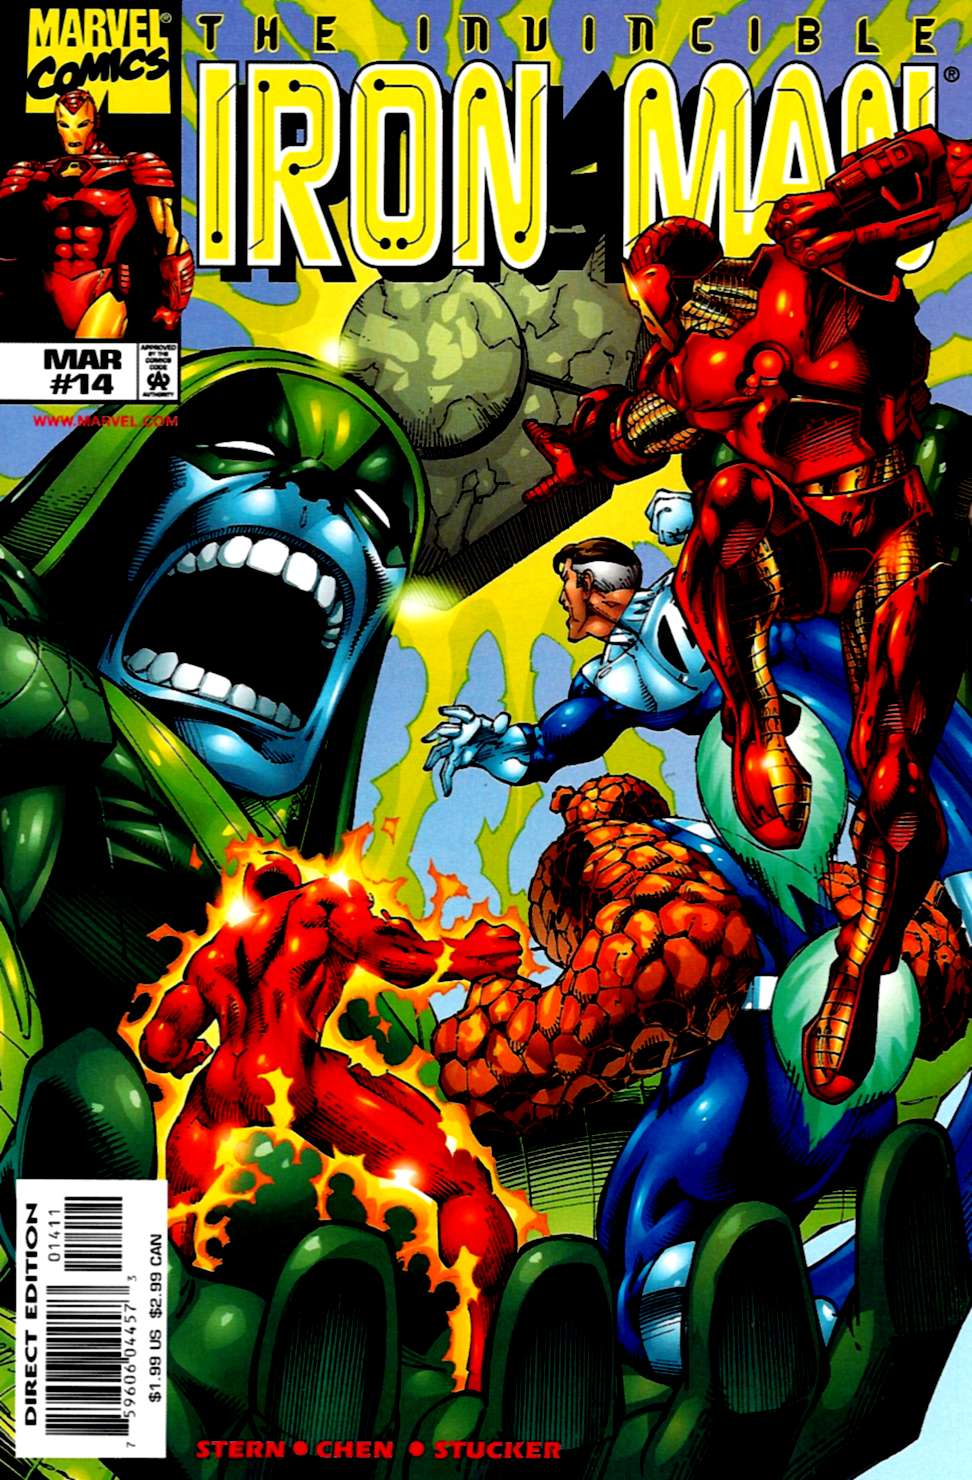 MARVEL®
COMICS
THE INVINCIBLE
IRON MAN®
MAR
#14
APPROVED
BY THE
COMICS
CODE
CA
AUTHORITY
WWW.MARVEL.COM
DIRECT EDITION
01411
7 59606 04457 3
$1.99 US $2.99 CAN
STERN • CHEN • STUCKER